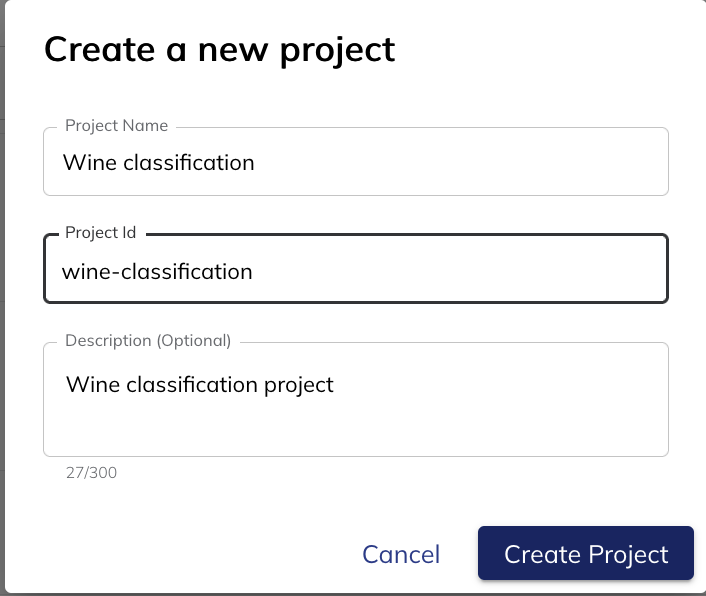 Create a new project
Project Name
Wine classification
Project Id
wine-classification
Description (Optional)
Wine classification project
27/300
Cancel
Create Project